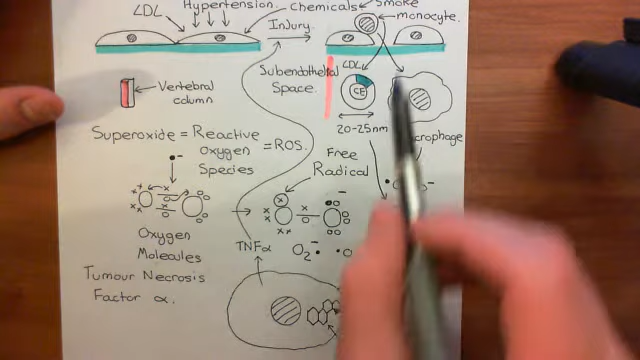 Hypertension.
Smoke
LDL
Chemicals
monocyte.
Injury
Subendothelial
Space.
LDL
CE
Vertebral
column
20-25nm
Superoxide = Reactive
oxygen
Species
= ROS.
Free
Radical
Oxygen
Molecules
TNFα
O₂•−
Tumour Necrosis
Factor α.